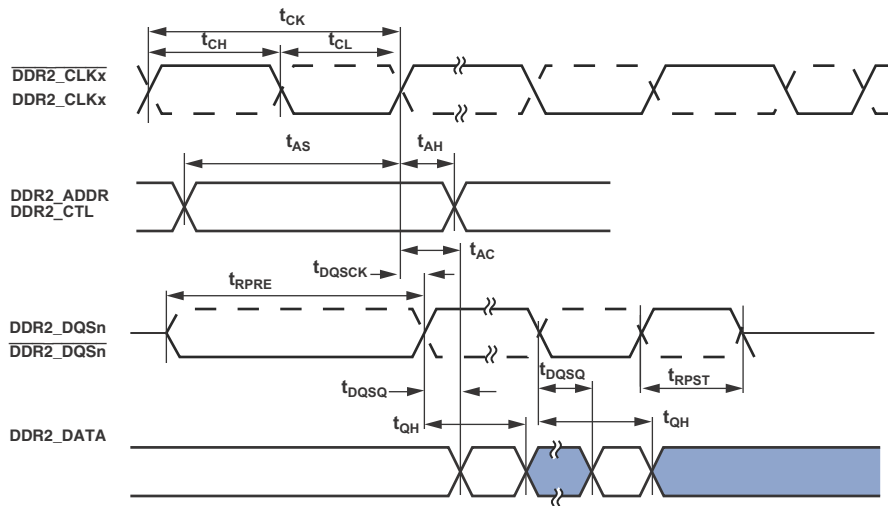 tCK
tCH tCL
DDR2_CLKx
DDR2_CLKx
tAS tAH
DDR2_ADDR
DDR2_CTL
tAC
tDQSCK
tRPRE
DDR2_DQSn
DDR2_DQSn
tDQSQ tDQSQ tRPST
tQH tQH
DDR2_DATA